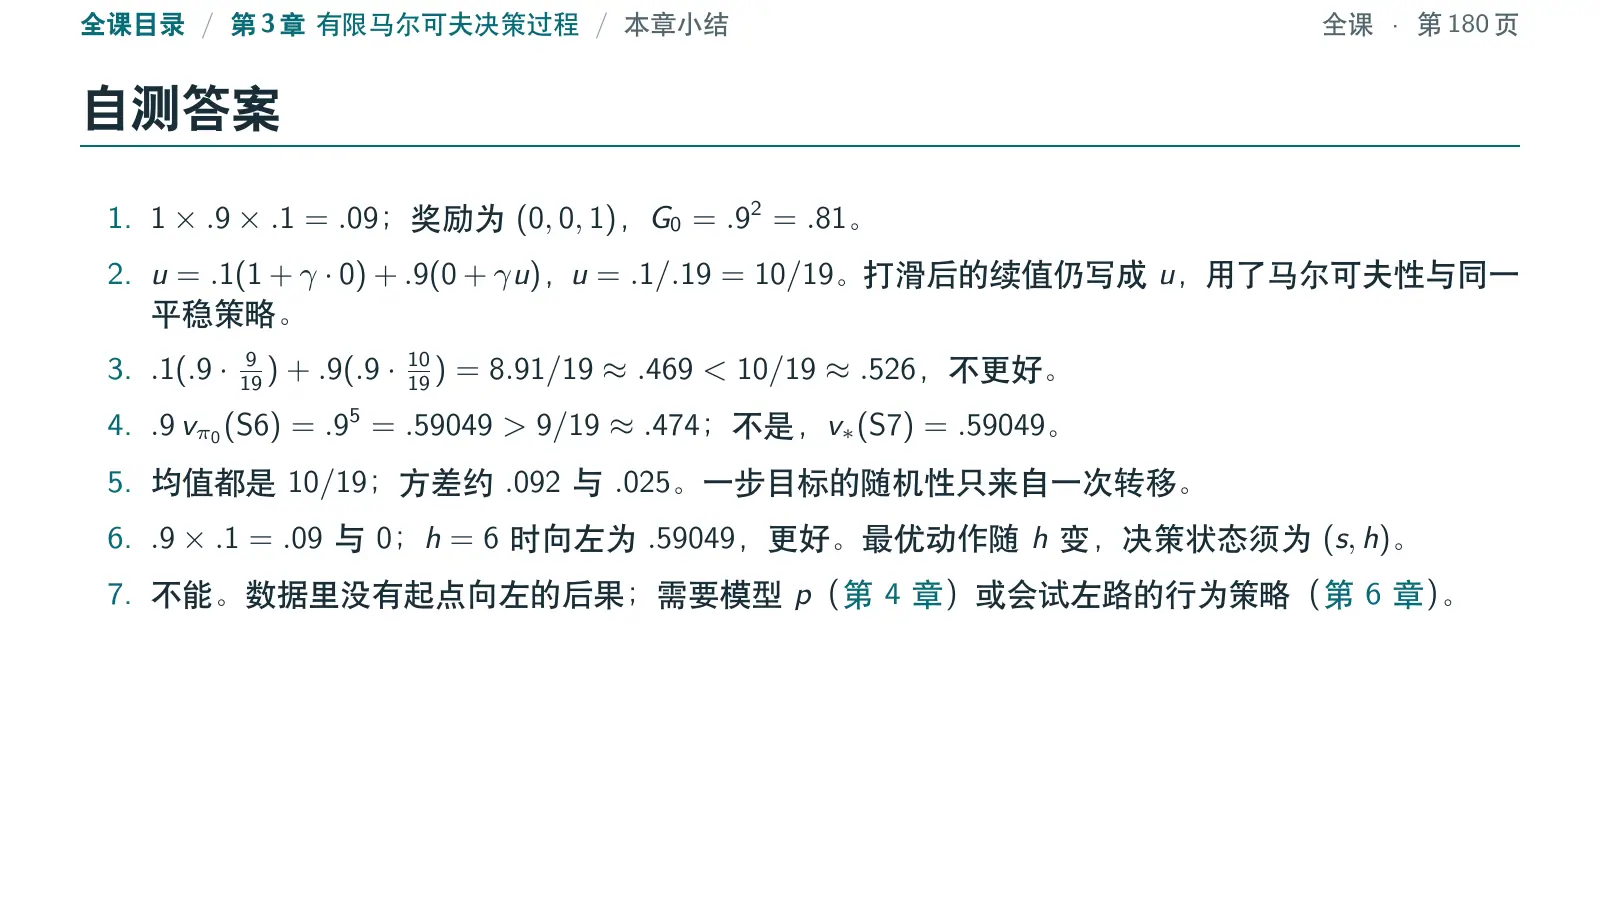 全课目录 / 第 3 章 有限马尔可夫决策过程 / 本章小结
全课 · 第 180 页
自测答案
1. 1 × .9 × .1 = .09；奖励为 (0, 0, 1)，G₀ = .9² = .81。
2. u = .1(1 + γ · 0) + .9(0 + γu)，u = .1/.19 = 10/19。打滑后的续值仍写成 u，用了马尔可夫性与同一
平稳策略。
3. .1(.9 · 9/19) + .9(.9 · 10/19) = 8.91/19 ≈ .469 < 10/19 ≈ .526，不更好。
4. .9 v_{π₀}(S6) = .9⁵ = .59049 > 9/19 ≈ .474；不是，v_*(S7) = .59049。
5. 均值都是 10/19；方差约 .092 与 .025。一步目标的随机性只来自一次转移。
6. .9 × .1 = .09 与 0；h = 6 时向左为 .59049，更好。最优动作随 h 变，决策状态须为 (s, h)。
7. 不能。数据里没有起点向左的后果；需要模型 p（第 4 章）或会试左路的行为策略（第 6 章）。